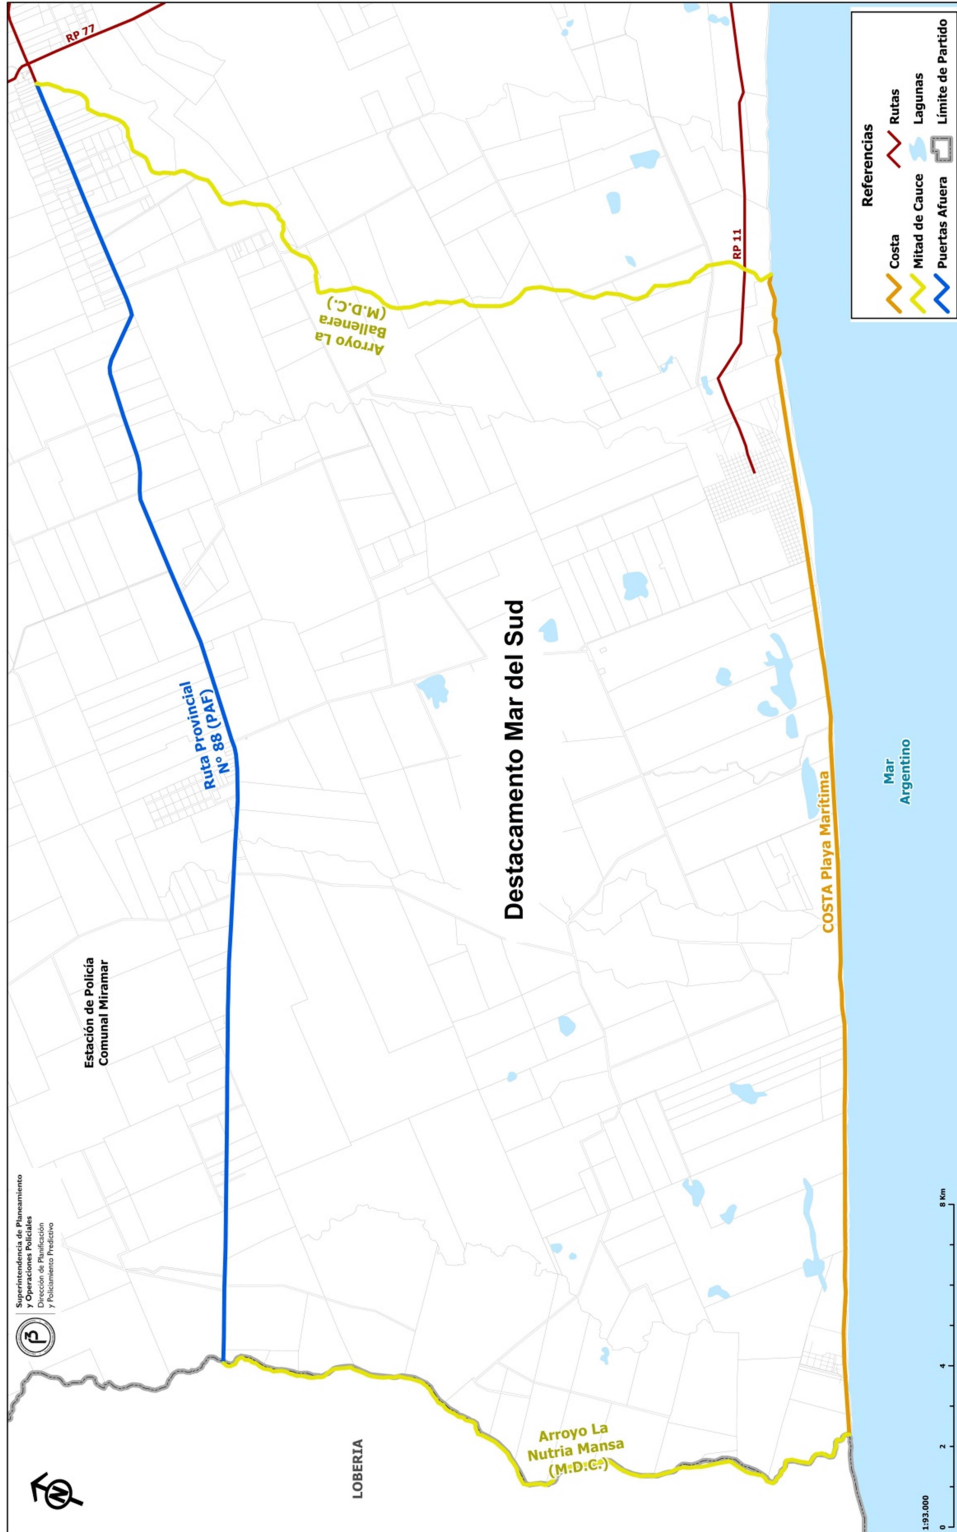 Superintendencia de Planeamiento
y Operaciones Policiales
Dirección de Planificación
y Policiamiento Predictivo
N
LOBERIA
Estación de Policía
Comunal Miramar
RP 77
Ruta Provincial
N° 88 (PAF)
Arroyo La
Ballenera
(M.D.C.)
Destacamento Mar del Sud
Arroyo La
Nutria Mansa
(M.D.C.)
RP 11
COSTA Playa Marítima
Mar
Argentino
1:93.000
0 2 4 8 Km
Referencias
Costa
Mitad de Cauce
Puertas Afuera
Rutas
Lagunas
Límite de Partido